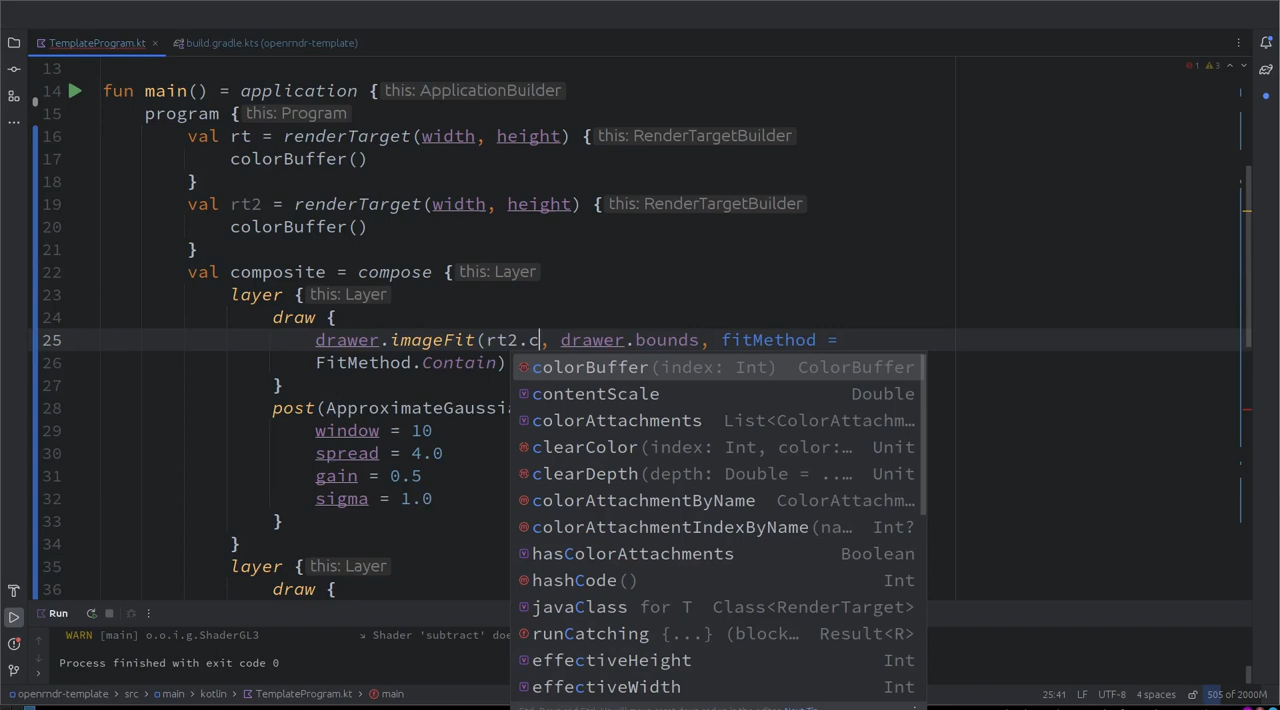 TemplateProgram.kt
build.gradle.kts (openrndr-template)
1 3
13
14 fun main() = application { this: ApplicationBuilder
15 program { this: Program
16 val rt = renderTarget(width, height) { this: RenderTargetBuilder
17 colorBuffer()
18 }
19 val rt2 = renderTarget(width, height) { this: RenderTargetBuilder
20 colorBuffer()
21 }
22 val composite = compose { this: Layer
23 layer { this: Layer
24 draw {
25 drawer.imageFit(rt2.c, drawer.bounds, fitMethod =
26 FitMethod.Contain)
27 }
28 post(ApproximateGaussia
29 window = 10
30 spread = 4.0
31 gain = 0.5
32 sigma = 1.0
33 }
34 }
35 layer { this: Layer
36 draw {
colorBuffer(index: Int) ColorBuffer
contentScale Double
colorAttachments List<ColorAttachm…
clearColor(index: Int, color:… Unit
clearDepth(depth: Double = ..… Unit
colorAttachmentByName ColorAttachm…
colorAttachmentIndexByName(na… Int?
hasColorAttachments Boolean
hashCode() Int
javaClass for T Class<RenderTarget>
runCatching {...} (block… Result<R>
effectiveHeight Int
effectiveWidth Int
Run
WARN [main] o.o.i.g.ShaderGL3 ↘ Shader 'subtract' doe
Process finished with exit code 0
openrndr-template > src > main > kotlin > TemplateProgram.kt > main
25:41 LF UTF-8 4 spaces 505 of 2000M